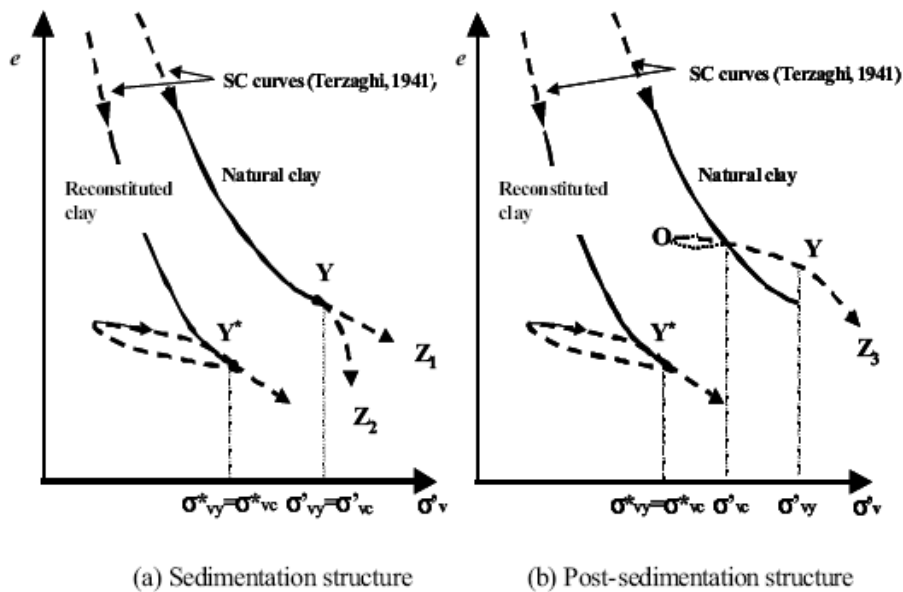 e
SC curves (Terzaghi, 1941),
Natural clay
Reconstituted
clay
Y
Y*
Z₁
Z₂
σ*vy=σ*vc
σ'vy=σ'vc
σ'v
(a) Sedimentation structure
e
SC curves (Terzaghi, 1941)
Natural clay
Reconstituted
clay
O
Y
Y*
Z₃
σ*vy=σ*vc
σ'vc
σ'vy
σ'v
(b) Post-sedimentation structure